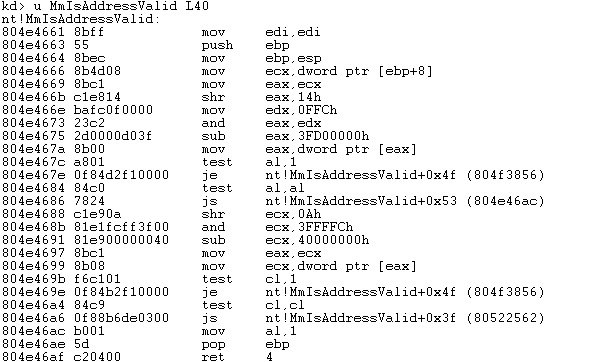 kd> u MmIsAddressValid L40
nt!MmIsAddressValid:
804e4661 8bff mov edi,edi
804e4663 55 push ebp
804e4664 8bec mov ebp,esp
804e4666 8b4d08 mov ecx,dword ptr [ebp+8]
804e4669 8bc1 mov eax,ecx
804e466b c1e814 shr eax,14h
804e466e bafc0f0000 mov edx,0FFCh
804e4673 23c2 and eax,edx
804e4675 2d0000d03f sub eax,3FD00000h
804e467a 8b00 mov eax,dword ptr [eax]
804e467c a801 test al,1
804e467e 0f84d2f10000 je nt!MmIsAddressValid+0x4f (804f3856)
804e4684 84c0 test al,al
804e4686 7824 js nt!MmIsAddressValid+0x53 (804e46ac)
804e4688 c1e90a shr ecx,0Ah
804e468b 81e1fcff3f00 and ecx,3FFFFCh
804e4691 81e900000040 sub ecx,40000000h
804e4697 8bc1 mov eax,ecx
804e4699 8b08 mov ecx,dword ptr [eax]
804e469b f6c101 test cl,1
804e469e 0f84b2f10000 je nt!MmIsAddressValid+0x4f (804f3856)
804e46a4 84c9 test cl,cl
804e46a6 0f88b6de0300 js nt!MmIsAddressValid+0x3f (80522562)
804e46ac b001 mov al,1
804e46ae 5d pop ebp
804e46af c20400 ret 4